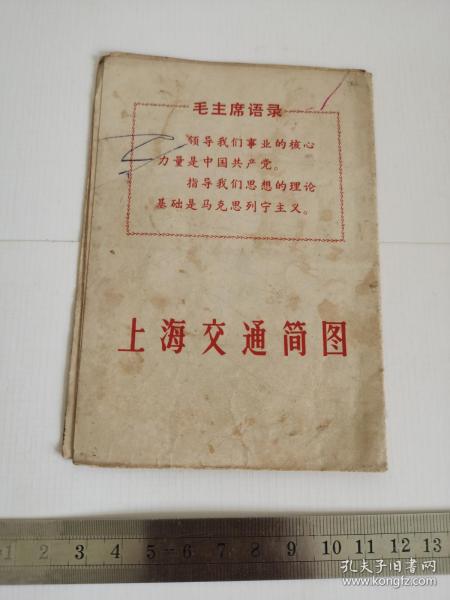 毛主席语录
领导我们事业的核心
力量是中国共产党。
指导我们思想的理论
基础是马克思列宁主义。
上海交通简图
1 2 3 4 5 6 7 8 9 10 11 12 13
孔夫子旧书网
www.kongfz.com